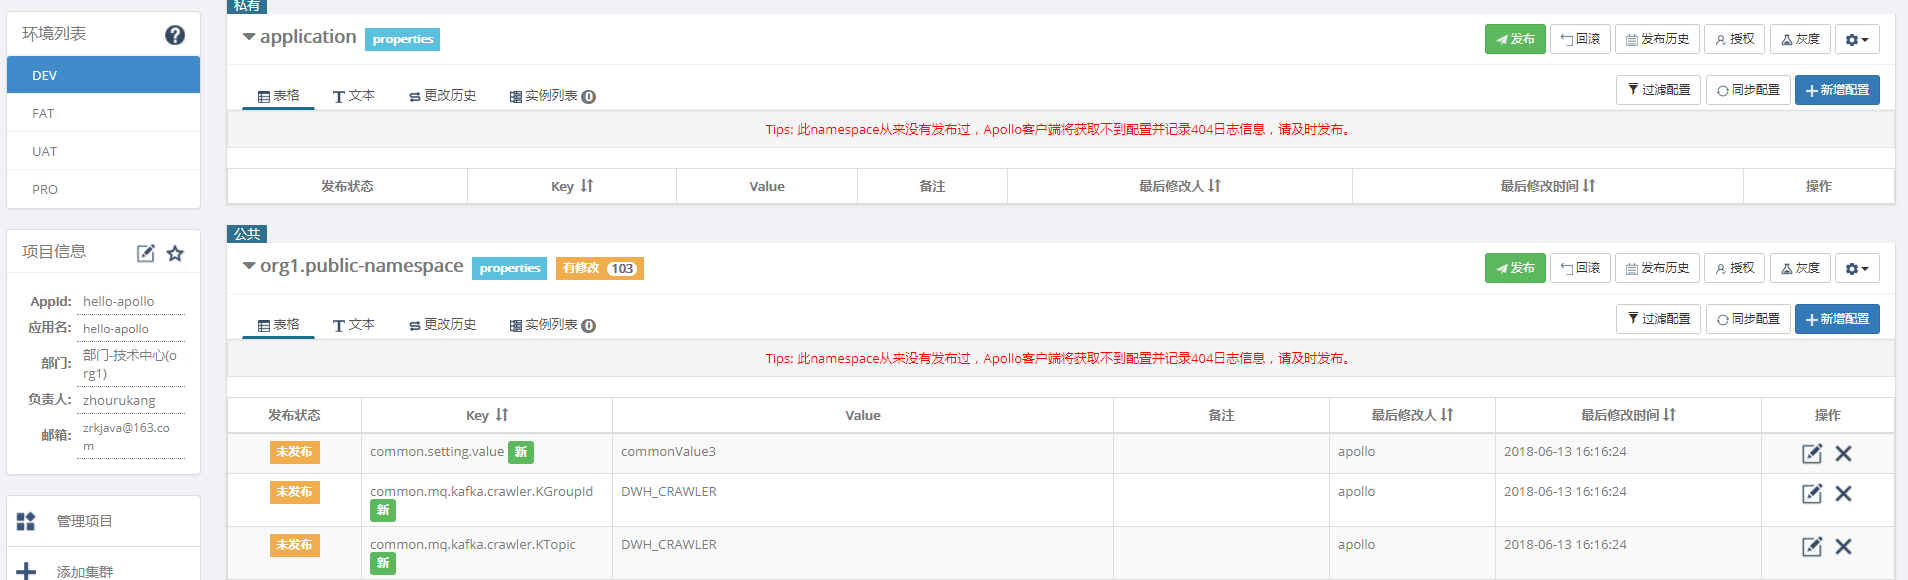 环境列表
DEV
FAT
UAT
PRO
项目信息
AppId: hello-apollo
应用名: hello-apollo
部门: 部门-技术中心(o
rg1)
负责人: zhourukang
邮箱: zrkjava@163.co
m
管理项目
添加集群
私有
application properties 发布 回滚 发布历史 授权 灰度
表格 文本 更改历史 实例列表 0 过滤配置 同步配置 新增配置
Tips: 此namespace从来没有发布过，Apollo客户端将获取不到配置并记录404日志信息，请及时发布。
发布状态 Key Value 备注 最后修改人 最后修改时间 操作
公共
org1.public-namespace properties 有修改 103 发布 回滚 发布历史 授权 灰度
表格 文本 更改历史 实例列表 0 过滤配置 同步配置 新增配置
Tips: 此namespace从来没有发布过，Apollo客户端将获取不到配置并记录404日志信息，请及时发布。
发布状态 Key Value 备注 最后修改人 最后修改时间 操作
未发布 common.setting.value 新 commonValue3 apollo 2018-06-13 16:16:24
未发布 common.mq.kafka.crawler.KGroupId DWH_CRAWLER apollo 2018-06-13 16:16:24
新
未发布 common.mq.kafka.crawler.KTopic DWH_CRAWLER apollo 2018-06-13 16:16:24
新